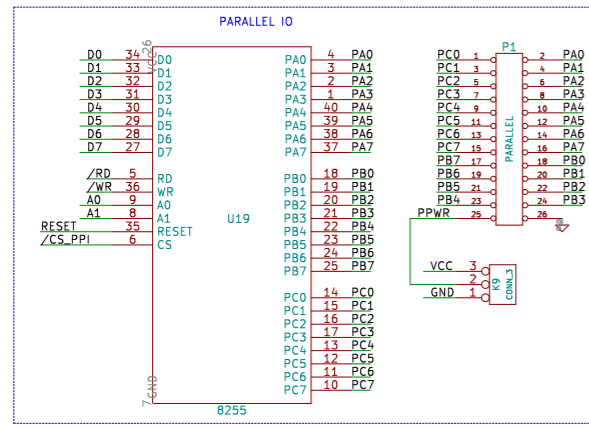 PARALLEL IO
26
VCC
D0 34 D0
D1 33 D1
D2 32 D2
D3 31 D3
D4 30 D4
D5 29 D5
D6 28 D6
D7 27 D7
/RD 5 RD
/WR 36 WR
A0 9 A0
A1 8 A1
RESET 35 RESET
/CS_PPI 6 CS
7 GND
U19
8255
PA0 4 PA0
PA1 3 PA1
PA2 2 PA2
PA3 1 PA3
PA4 40 PA4
PA5 39 PA5
PA6 38 PA6
PA7 37 PA7
PB0 18 PB0
PB1 19 PB1
PB2 20 PB2
PB3 21 PB3
PB4 22 PB4
PB5 23 PB5
PB6 24 PB6
PB7 25 PB7
PC0 14 PC0
PC1 15 PC1
PC2 16 PC2
PC3 17 PC3
PC4 13 PC4
PC5 12 PC5
PC6 11 PC6
PC7 10 PC7
P1
PARALLEL
PC0 1 2 PA0
PC1 3 4 PA1
PC2 5 6 PA2
PC3 7 8 PA3
PC4 9 10 PA4
PC5 11 12 PA5
PC6 13 14 PA6
PC7 15 16 PA7
PB7 17 18 PB0
PB6 19 20 PB1
PB5 21 22 PB2
PB4 23 24 PB3
PPWR 25 26
VCC 3
2
GND 1
K9
CONN_3